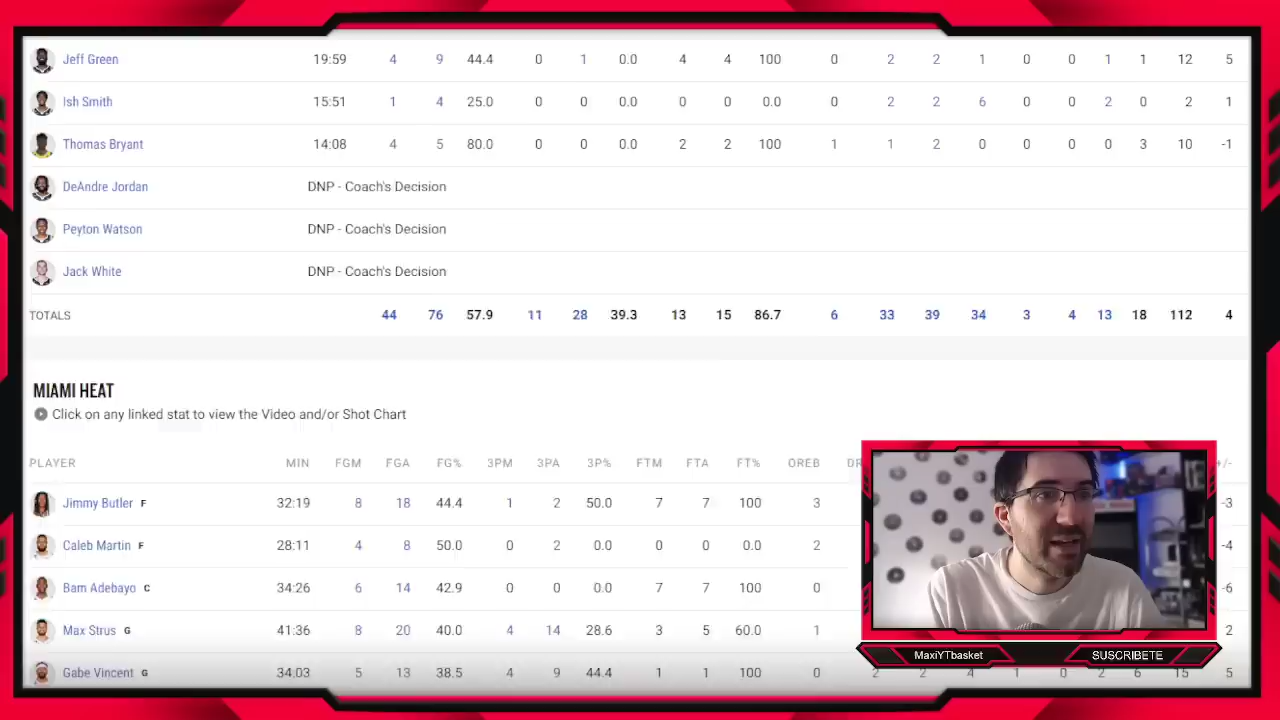 Jeff Green 19:59 4 9 44.4 0 1 0.0 4 4 100 0 2 2 1 0 0 1 1 12 5
Ish Smith 15:51 1 4 25.0 0 0 0.0 0 0 0.0 0 2 2 6 0 0 2 0 2 1
Thomas Bryant 14:08 4 5 80.0 0 0 0.0 2 2 100 1 1 2 0 0 0 0 3 10 -1
DeAndre Jordan DNP - Coach's Decision
Peyton Watson DNP - Coach's Decision
Jack White DNP - Coach's Decision
TOTALS 44 76 57.9 11 28 39.3 13 15 86.7 6 33 39 34 3 4 13 18 112 4
MIAMI HEAT
Click on any linked stat to view the Video and/or Shot Chart
PLAYER MIN FGM FGA FG% 3PM 3PA 3P% FTM FTA FT% OREB +/-
Jimmy Butler F 32:19 8 18 44.4 1 2 50.0 7 7 100 3 -3
Caleb Martin F 28:11 4 8 50.0 0 2 0.0 0 0 0.0 2 -4
Bam Adebayo C 34:26 6 14 42.9 0 0 0.0 7 7 100 0 -6
Max Strus G 41:36 8 20 40.0 4 14 28.6 3 5 60.0 1 2
Gabe Vincent G 34:03 5 13 38.5 4 9 44.4 1 1 100 0 2 2 4 1 0 2 6 15 5
MaxiYTbasket SUSCRIBETE